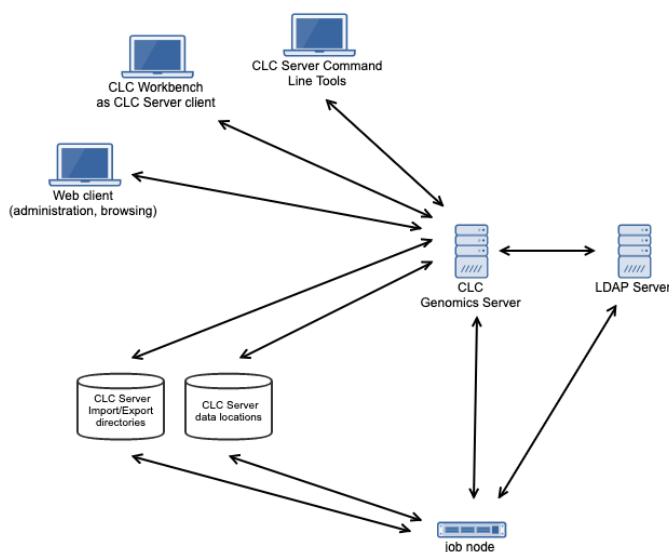 CLC Server Command
Line Tools
CLC Workbench
as CLC Server client
Web client
(administration, browsing)
CLC
Genomics Server
LDAP Server
CLC Server
Import/Export
directories
CLC Server
data locations
job node